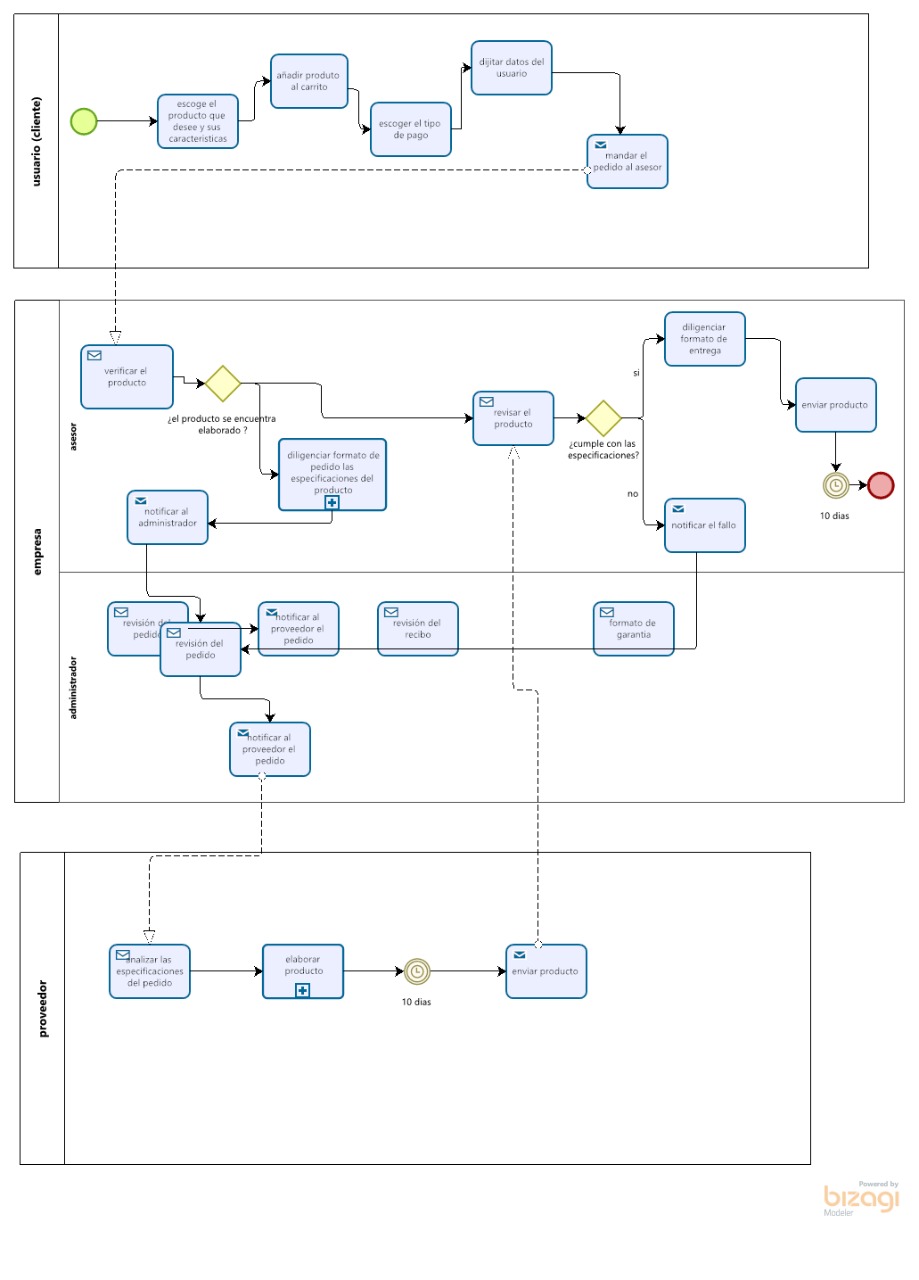 usuario (cliente)
escoge el
producto que
desee y sus
caracteristicas
añadir produto
al carrito
escoger el tipo
de pago
dijitar datos del
usuario
mandar el
pedido al asesor
empresa
asesor
verificar el
producto
¿el producto se encuentra
elaborado ?
diligenciar formato de
pedido las
especificaciones del
producto
notificar al
administrador
revisar el
producto
¿cumple con las
especificaciones?
si
diligenciar
formato de
entrega
enviar producto
10 dias
no
notificar el fallo
administrador
revisión del
pedido
revisión del
pedido
notificar al
proveedor el
pedido
revisión del
recibo
formato de
garantia
notificar al
proveedor el
pedido
proveedor
analizar las
especificaciones
del pedido
elaborar
producto
10 dias
enviar producto
Powered by
bizagi
Modeler